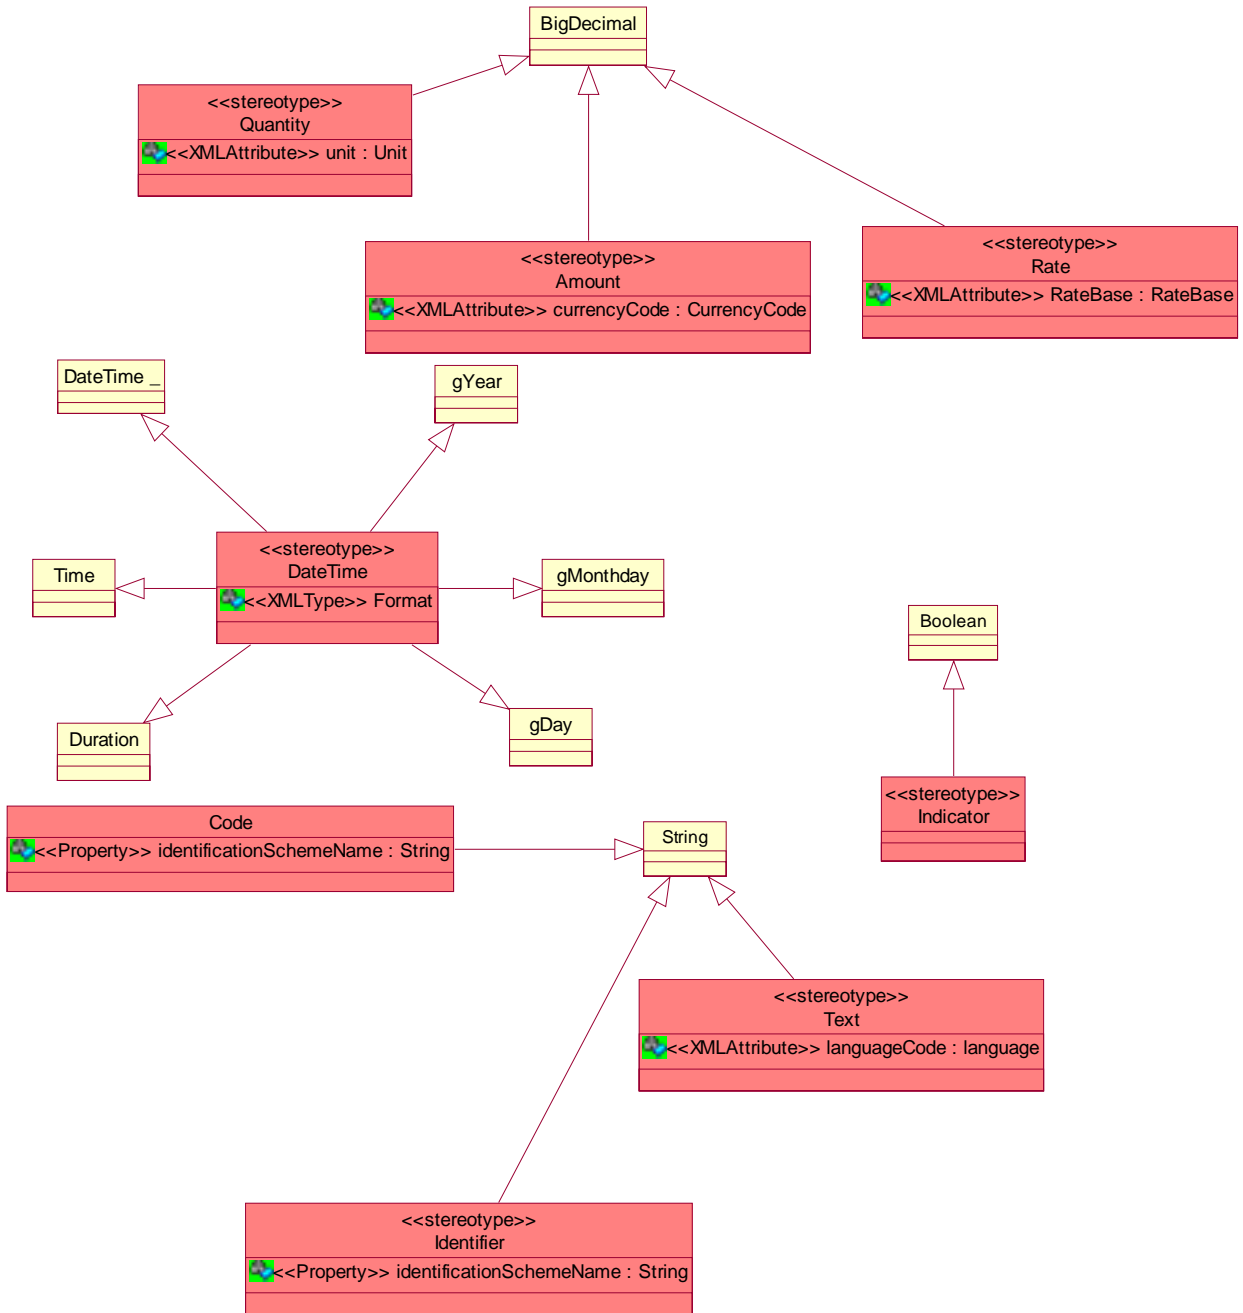 BigDecimal
<<stereotype>>
Quantity
<<XMLAttribute>> unit : Unit
<<stereotype>>
Amount
<<XMLAttribute>> currencyCode : CurrencyCode
<<stereotype>>
Rate
<<XMLAttribute>> RateBase : RateBase
DateTime _
gYear
<<stereotype>>
DateTime
<<XMLType>> Format
Time
gMonthday
Boolean
Duration
gDay
<<stereotype>>
Indicator
Code
<<Property>> identificationSchemeName : String
String
<<stereotype>>
Text
<<XMLAttribute>> languageCode : language
<<stereotype>>
Identifier
<<Property>> identificationSchemeName : String